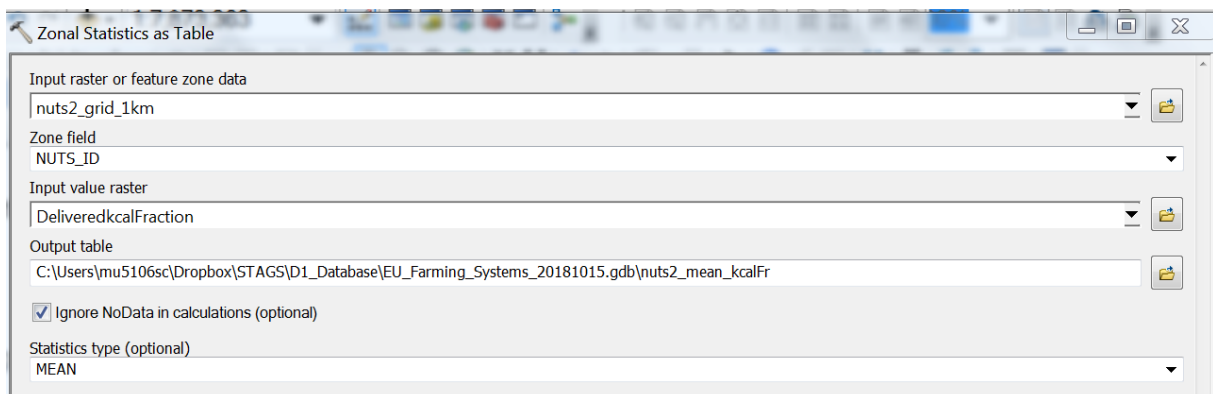 Zonal Statistics as Table
Input raster or feature zone data
nuts2_grid_1km
Zone field
NUTS_ID
Input value raster
DeliveredkcalFraction
Output table
C:\Users\mu5106sc\Dropbox\STAGS\D1_Database\EU_Farming_Systems_20181015.gdb\nuts2_mean_kcalFr
Ignore NoData in calculations (optional)
Statistics type (optional)
MEAN